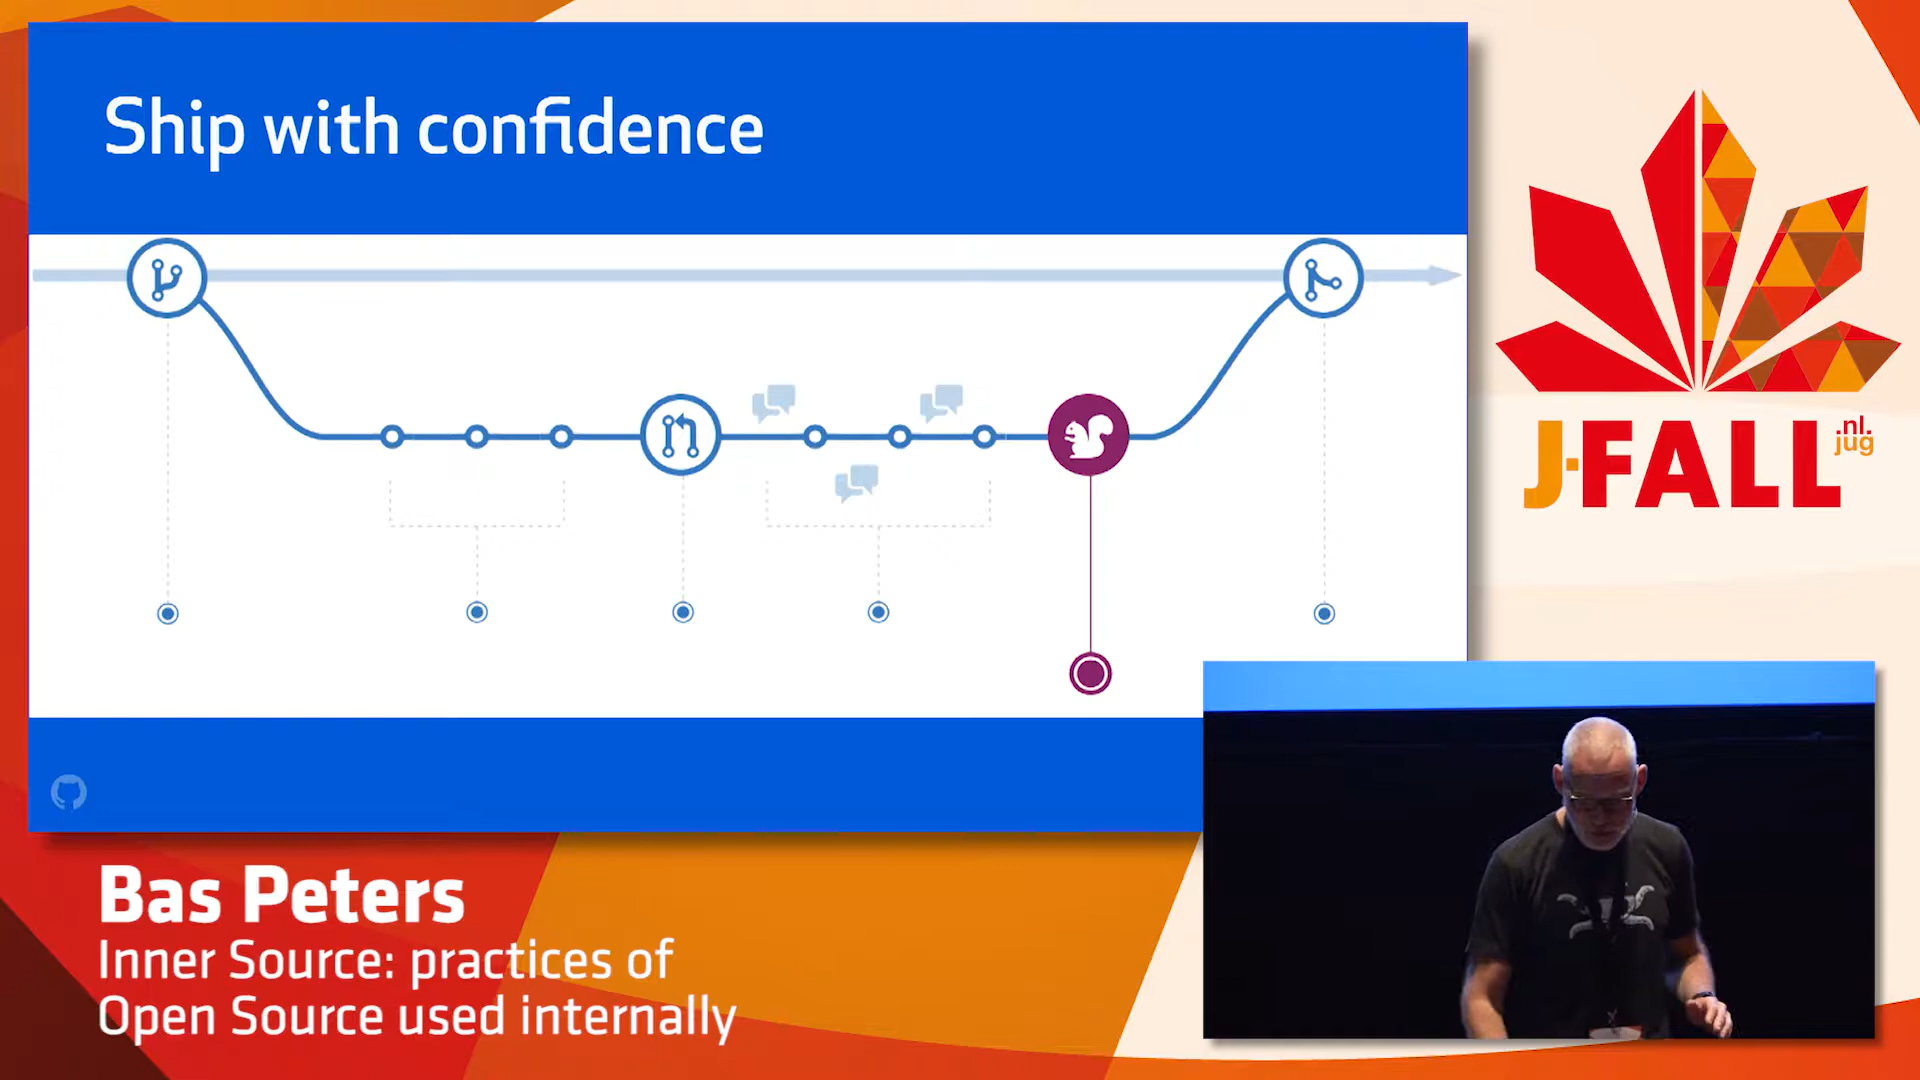 Ship with confidence
J·FALL
.nl.
jug
Bas Peters
Inner Source: practices of
Open Source used internally